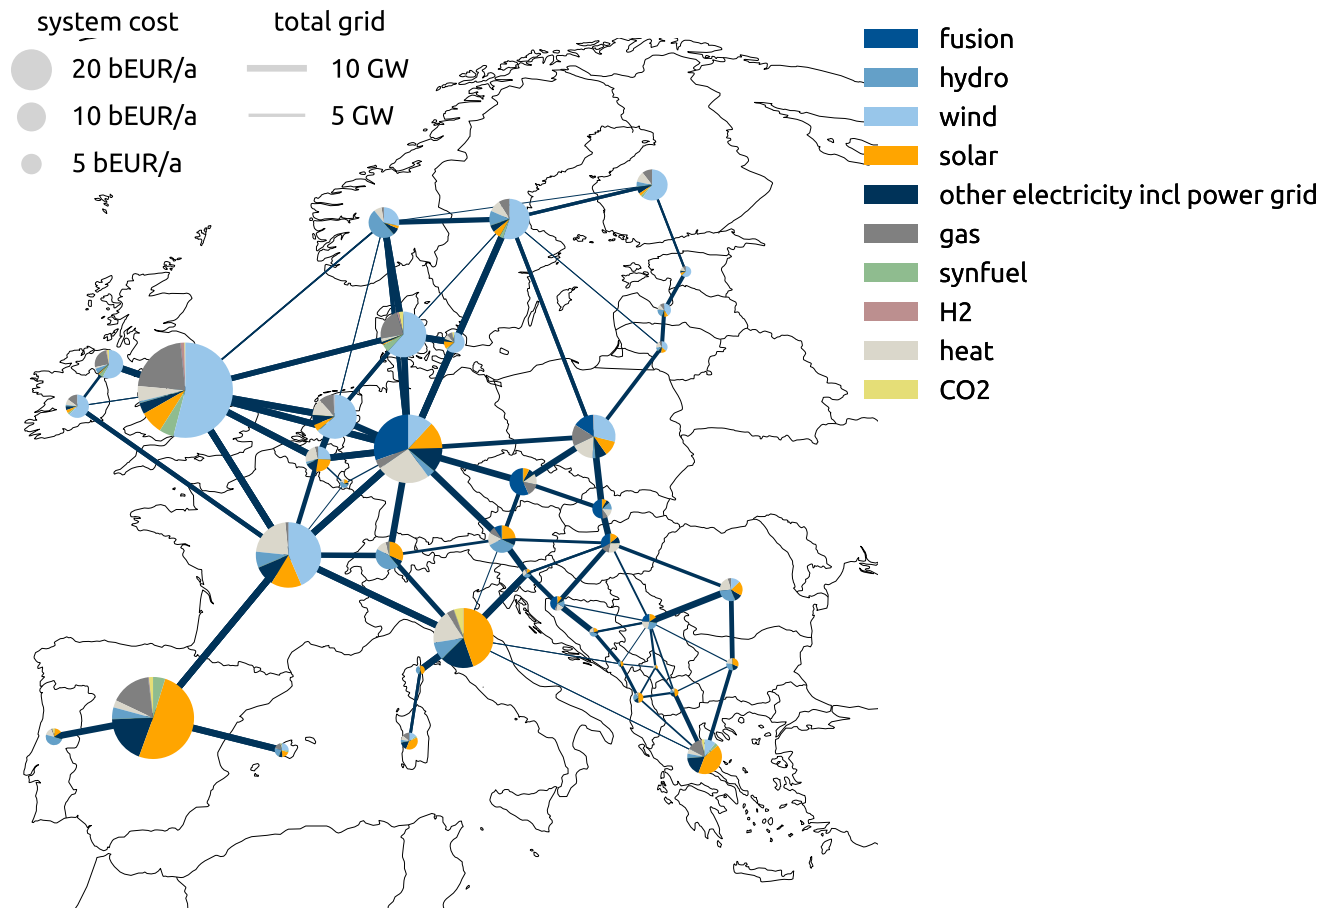 system cost
20 bEUR/a
10 bEUR/a
5 bEUR/a
total grid
10 GW
5 GW
fusion
hydro
wind
solar
other electricity incl power grid
gas
synfuel
H2
heat
CO2